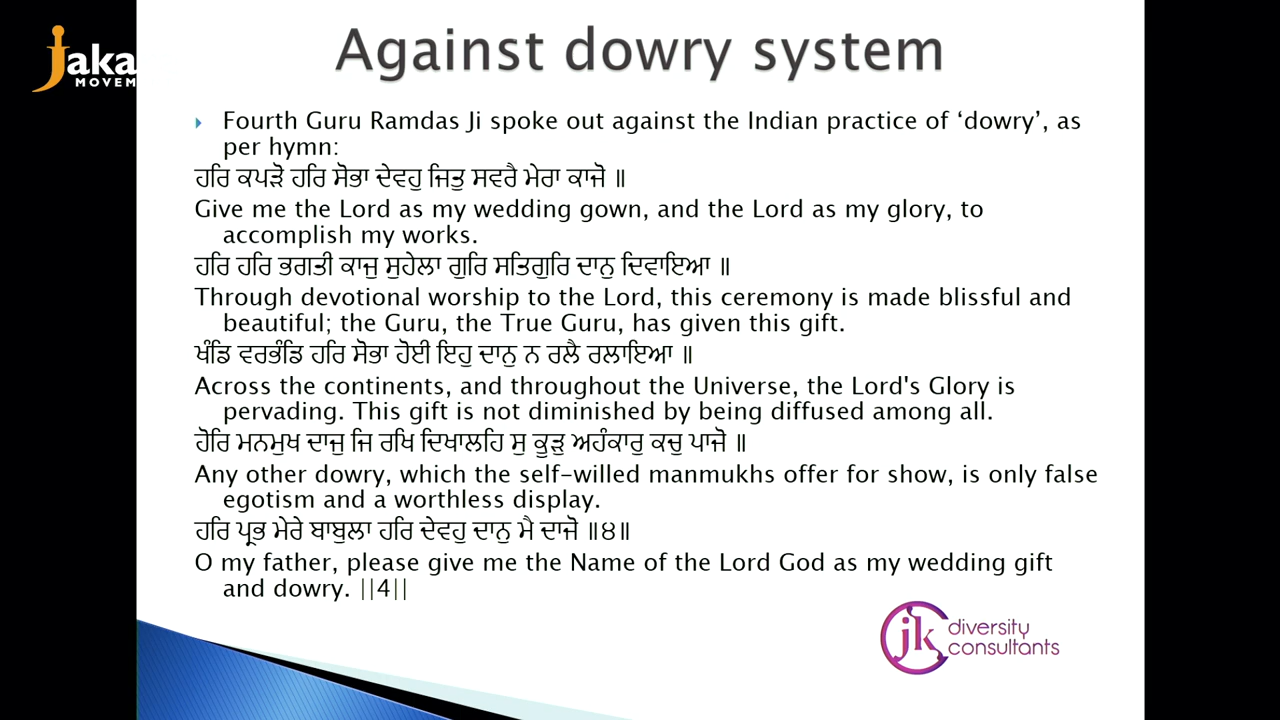 jaka
MOVEM
Against dowry system
Fourth Guru Ramdas Ji spoke out against the Indian practice of ‘dowry’, as
per hymn:
ਹਰਿ ਕਪੜੋ ਹਰਿ ਸੋਭਾ ਦੇਵਹੁ ਜਿਤੁ ਸਵਰੈ ਮੇਰਾ ਕਾਜੋ ॥
Give me the Lord as my wedding gown, and the Lord as my glory, to
accomplish my works.
ਹਰਿ ਹਰਿ ਭਗਤੀ ਕਾਜੁ ਸੁਹੇਲਾ ਗੁਰਿ ਸਤਿਗੁਰਿ ਦਾਨੁ ਦਿਵਾਇਆ ॥
Through devotional worship to the Lord, this ceremony is made blissful and
beautiful; the Guru, the True Guru, has given this gift.
ਖੰਡਿ ਵਰਭੰਡਿ ਹਰਿ ਸੋਭਾ ਹੋਈ ਇਹੁ ਦਾਨੁ ਨ ਰਲੈ ਰਲਾਇਆ ॥
Across the continents, and throughout the Universe, the Lord's Glory is
pervading. This gift is not diminished by being diffused among all.
ਹੋਰਿ ਮਨਮੁਖ ਦਾਜੁ ਜਿ ਰਖਿ ਦਿਖਾਲਹਿ ਸੁ ਕੂੜੁ ਅਹੰਕਾਰੁ ਕਚੁ ਪਾਜੋ ॥
Any other dowry, which the self-willed manmukhs offer for show, is only false
egotism and a worthless display.
ਹਰਿ ਪ੍ਰਭ ਮੇਰੇ ਬਾਬੁਲਾ ਹਰਿ ਦੇਵਹੁ ਦਾਨੁ ਮੈ ਦਾਜੋ ॥੪॥
O my father, please give me the Name of the Lord God as my wedding gift
and dowry. ||4||
jk diversity
consultants